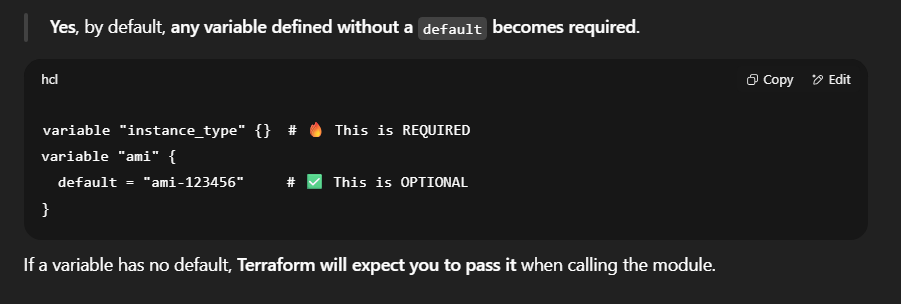 Yes, by default, any variable defined without a default becomes required.
hcl
Copy
Edit
variable "instance_type" {}  # 🔥 This is REQUIRED
variable "ami" {
  default = "ami-123456"     # ✅ This is OPTIONAL
}
If a variable has no default, Terraform will expect you to pass it when calling the module.